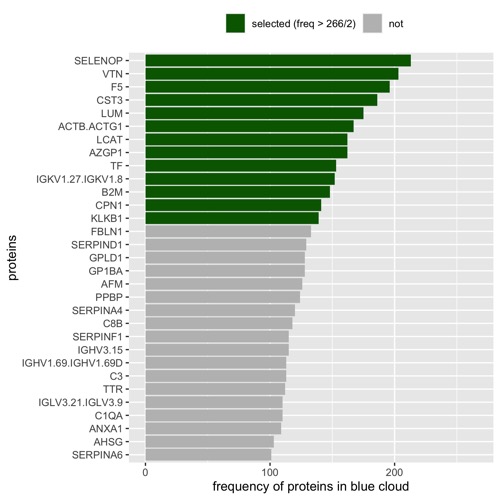 selected (freq > 266/2) not
SELENOP
VTN
F5
CST3
LUM
ACTB.ACTG1
LCAT
AZGP1
TF
IGKV1.27.IGKV1.8
B2M
CPN1
KLKB1
FBLN1
SERPIND1
GPLD1
GP1BA
AFM
PPBP
SERPINA4
C8B
SERPINF1
IGHV3.15
IGHV1.69.IGHV1.69D
C3
TTR
IGLV3.21.IGLV3.9
C1QA
ANXA1
AHSG
SERPINA6
proteins
0 100 200
frequency of proteins in blue cloud